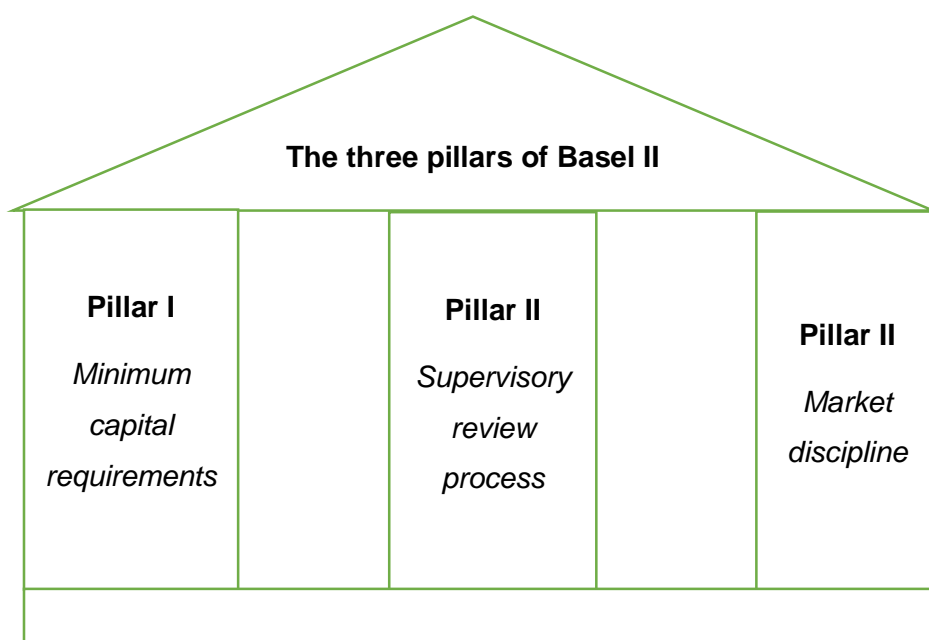 The three pillars of Basel II
Pillar I
Minimum
capital
requirements
Pillar II
Supervisory
review
process
Pillar II
Market
discipline